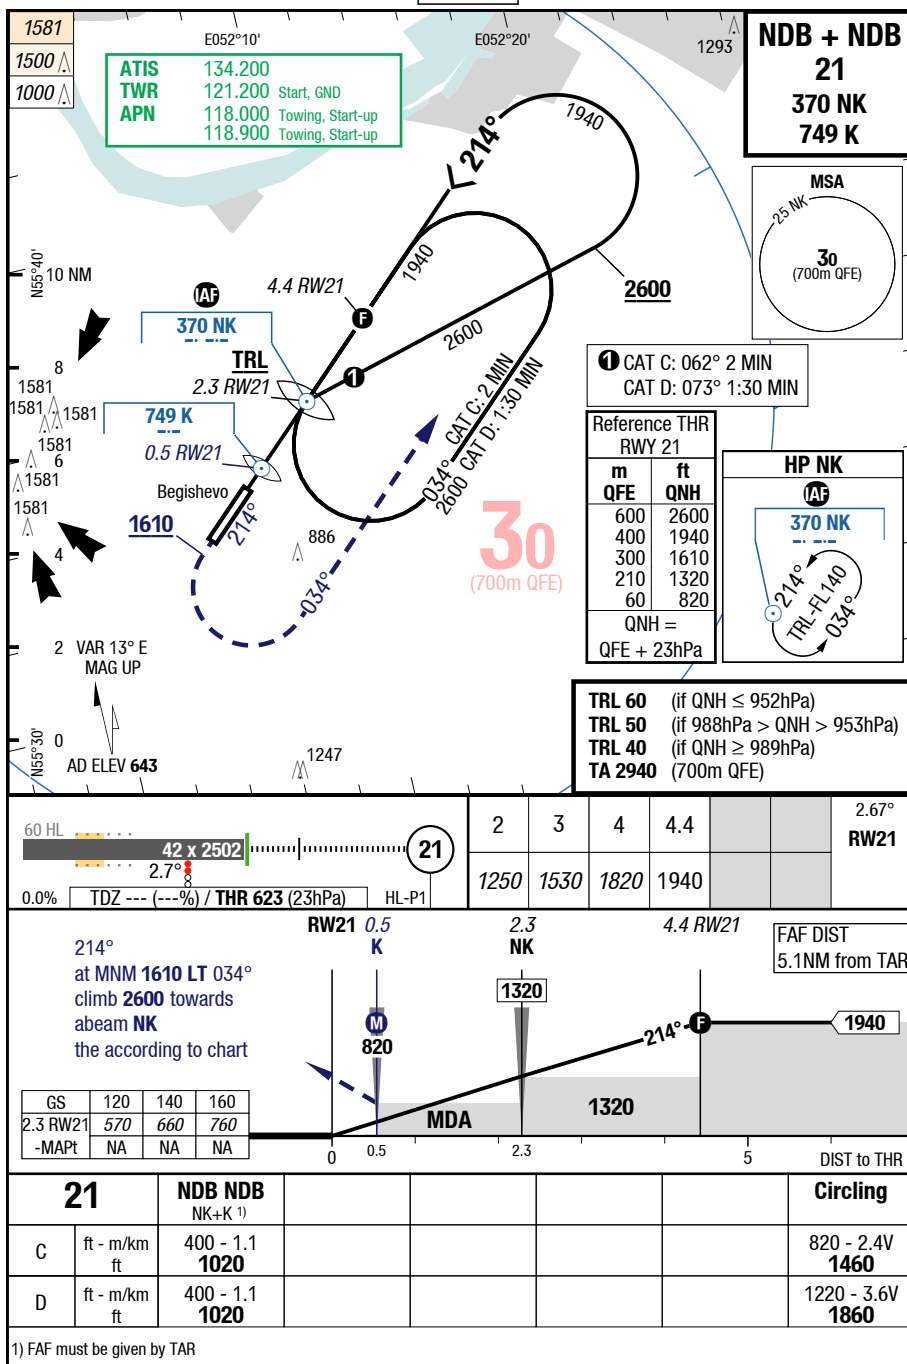 1581
1500
1000
E052°10'
E052°20'
1293
NDB + NDB
21
370 NK
749 K
ATIS 134.200
TWR 121.200 Start, GND
APN 118.000 Towing, Start-up
118.900 Towing, Start-up
MSA
25 NK
30
(700m QFE)
< 214°
1940
1940
2600
2600
N55°40'
10 NM
8
6
4
2
0
N55°30'
IAF
370 NK
4.4 RW21
F
TRL
2.3 RW21
1
749 K
0.5 RW21
Begishevo
1610
214°
034°
034° CAT C: 2 MIN
2600 CAT D: 1:30 MIN
1581
1581
1581
1581
1581
1581
886
1247
30
(700m QFE)
1 CAT C: 062° 2 MIN
CAT D: 073° 1:30 MIN
Reference THR
RWY 21
m ft
QFE QNH
600 2600
400 1940
300 1610
210 1320
60 820
QNH =
QFE + 23hPa
HP NK
IAF
370 NK
214°
TRL-FL140
034°
VAR 13° E
MAG UP
AD ELEV 643
TRL 60 (if QNH ≤ 952hPa)
TRL 50 (if 988hPa > QNH > 953hPa)
TRL 40 (if QNH ≥ 989hPa)
TA 2940 (700m QFE)
60 HL
42 x 2502
21
2.7°
0.0%
TDZ --- (---%) / THR 623 (23hPa)
HL-P1
2 3 4 4.4 2.67°
RW21
1250 1530 1820 1940
RW21 0.5 2.3 4.4 RW21
K NK
FAF DIST
5.1NM from TAR
214°
at MNM 1610 LT 034°
climb 2600 towards
abeam NK
the according to chart
M
820
1320
214°
F
1940
MDA
1320
GS 120 140 160
2.3 RW21 570 660 760
-MAPt NA NA NA
0 0.5 2.3 5 DIST to THR
21 NDB NDB Circling
NK+K 1)
C ft - m/km 400 - 1.1 820 - 2.4V
ft 1020 1460
D ft - m/km 400 - 1.1 1220 - 3.6V
ft 1020 1860
1) FAF must be given by TAR